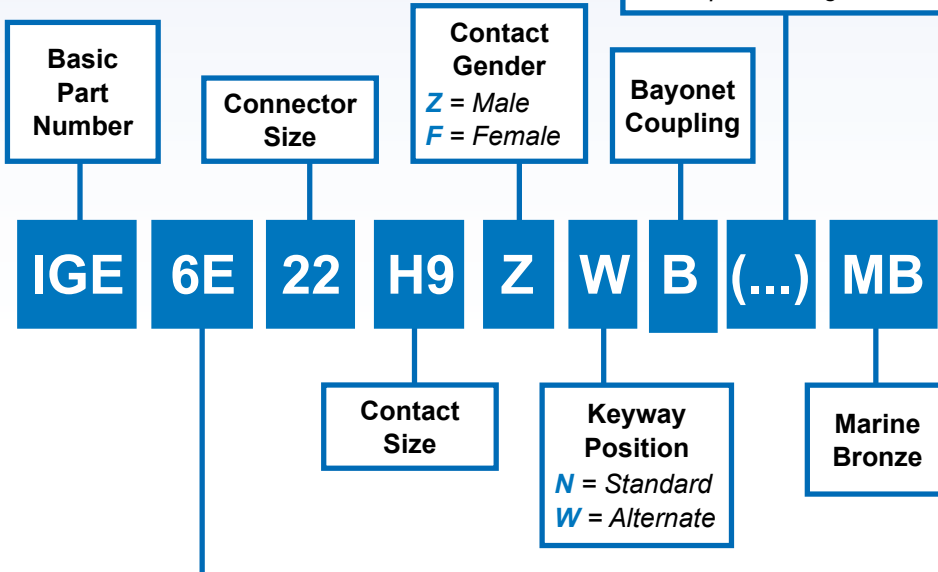 Basic
Part
Number
Connector
Size
Contact
Gender
Z = Male
F = Female
Bayonet
Coupling
IGE 6E 22 H9 Z W B (...) MB
Contact
Size
Keyway
Position
N = Standard
W = Alternate
Marine
Bronze